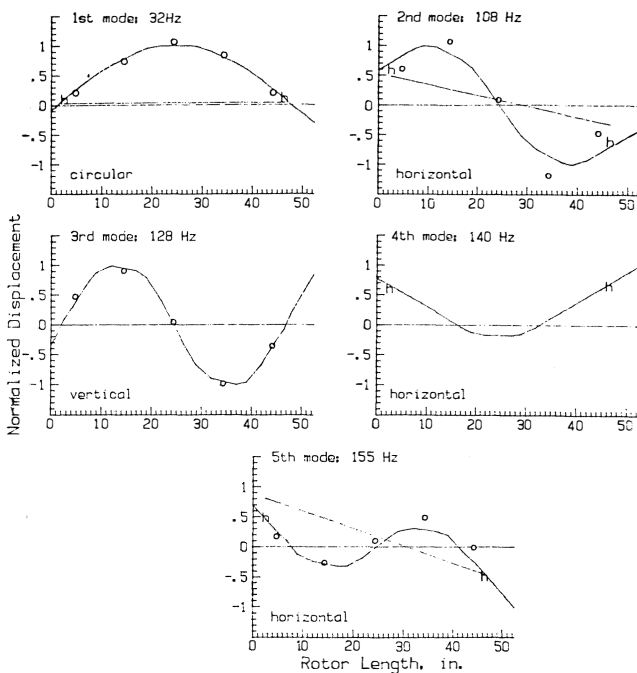 1st mode: 32Hz
1
.5
0
-.5
-1
h
h
circular
0 10 20 30 40 50
2nd mode: 108 Hz
1
.5
0
-.5
-1
h
h
horizontal
0 10 20 30 40 50
Normalized Displacement
3rd mode: 128 Hz
1
.5
0
-.5
-1
vertical
0 10 20 30 40 50
4th mode: 140 Hz
1
.5
0
-.5
-1
h
h
horizontal
0 10 20 30 40 50
5th mode: 155 Hz
1
.5
0
-.5
-1
h
h
horizontal
0 10 20 30 40 50
Rotor Length, in.